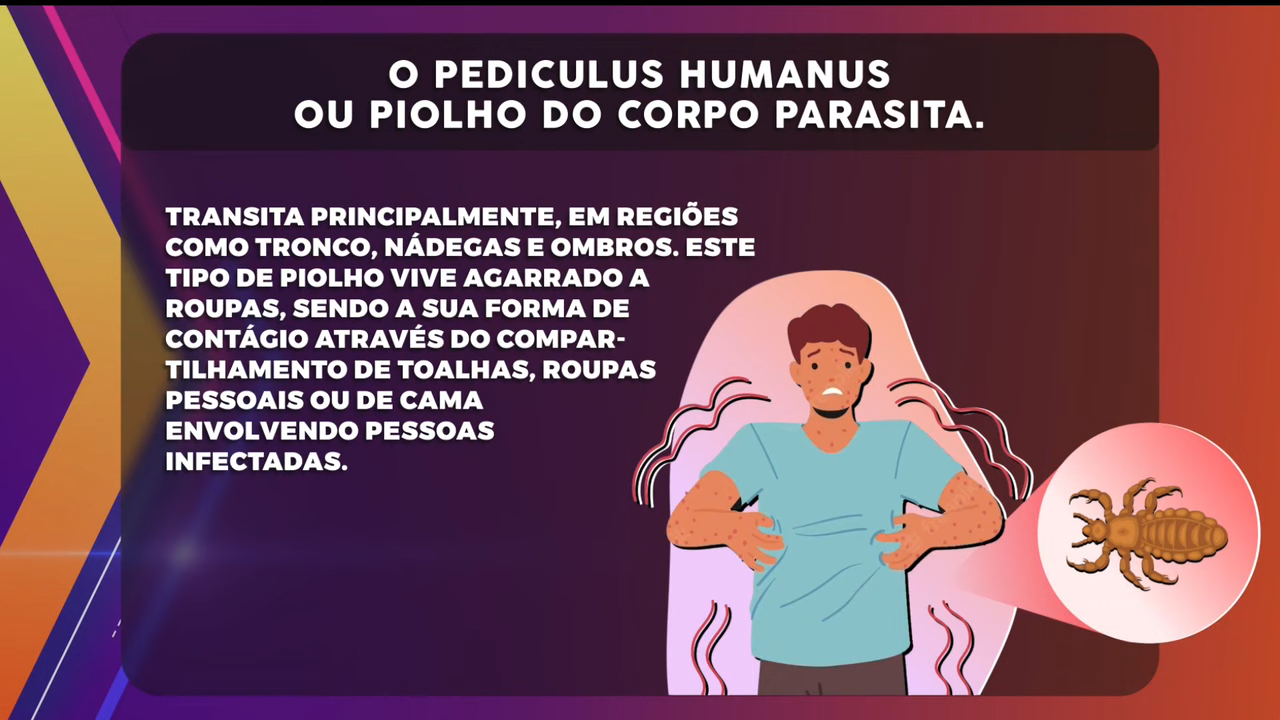 O PEDICULUS HUMANUS
OU PIOLHO DO CORPO PARASITA.
TRANSITA PRINCIPALMENTE, EM REGIÕES
COMO TRONCO, NÁDEGAS E OMBROS. ESTE
TIPO DE PIOLHO VIVE AGARRADO A
ROUPAS, SENDO A SUA FORMA DE
CONTÁGIO ATRAVÉS DO COMPAR-
TILHAMENTO DE TOALHAS, ROUPAS
PESSOAIS OU DE CAMA
ENVOLVENDO PESSOAS
INFECTADAS.